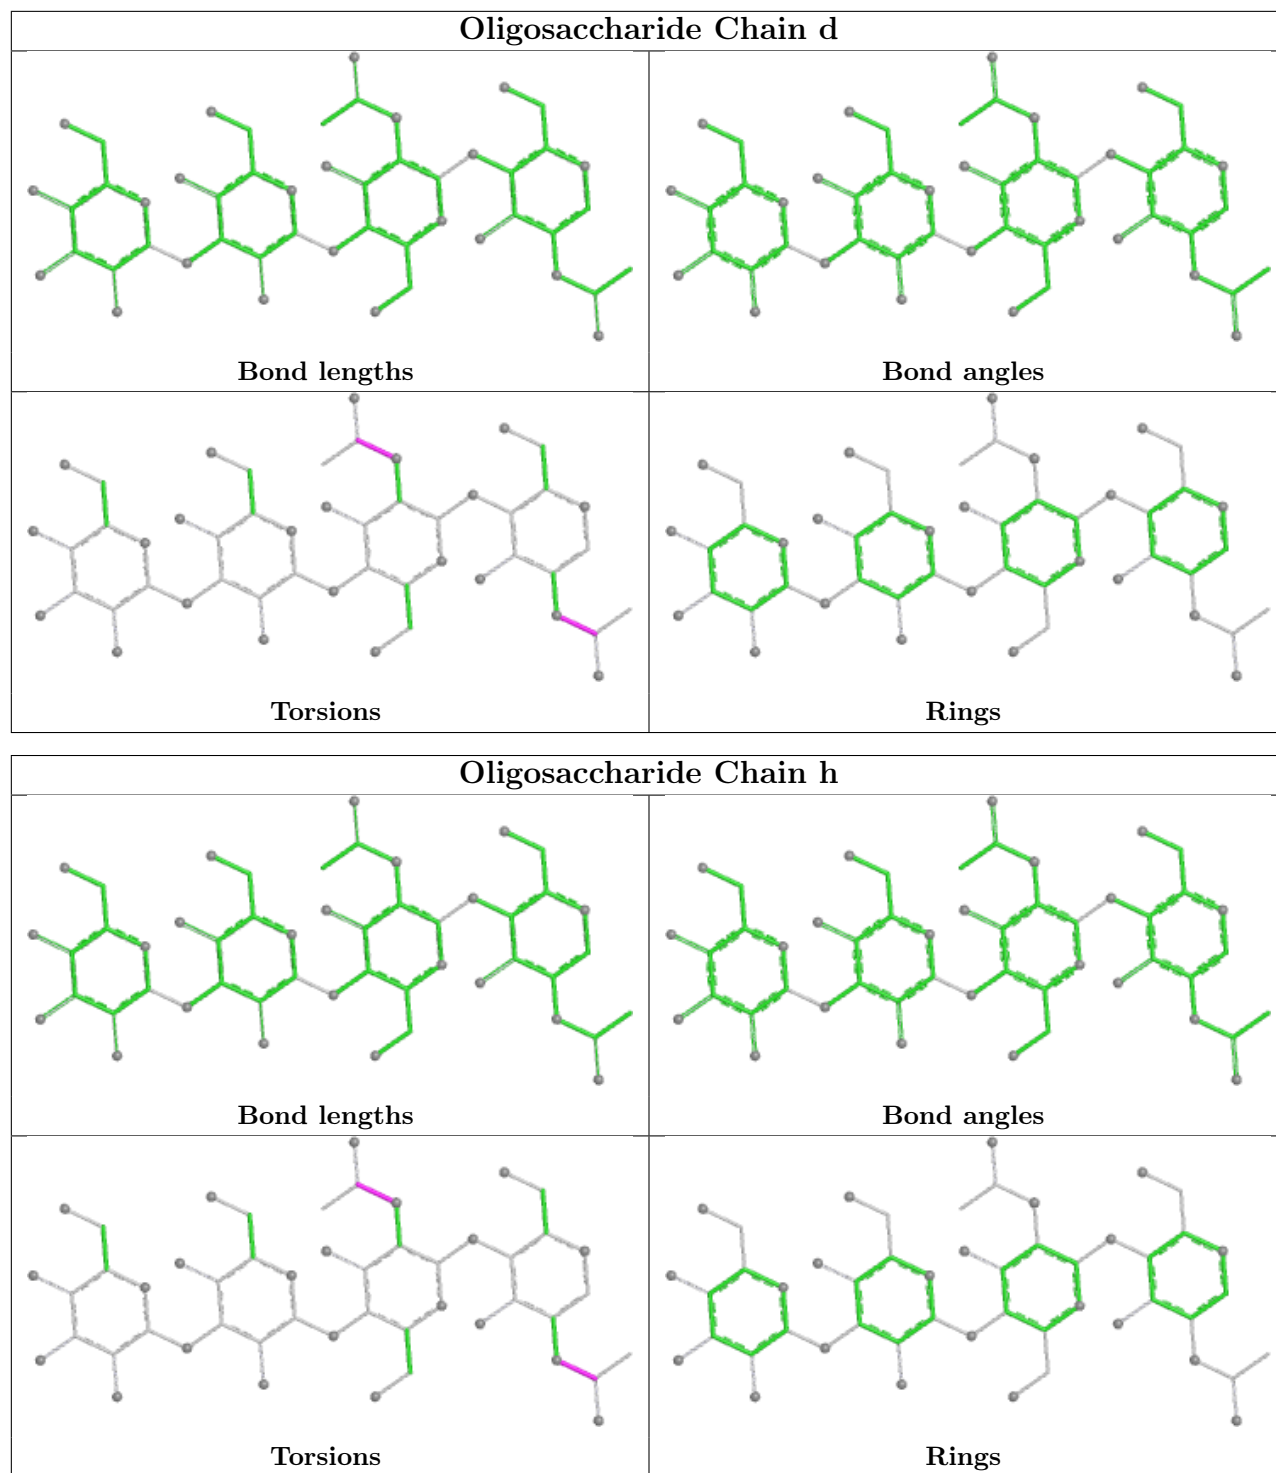 Oligosaccharide Chain d
Bond lengths
Bond angles
Torsions
Rings
Oligosaccharide Chain h
Bond lengths
Bond angles
Torsions
Rings